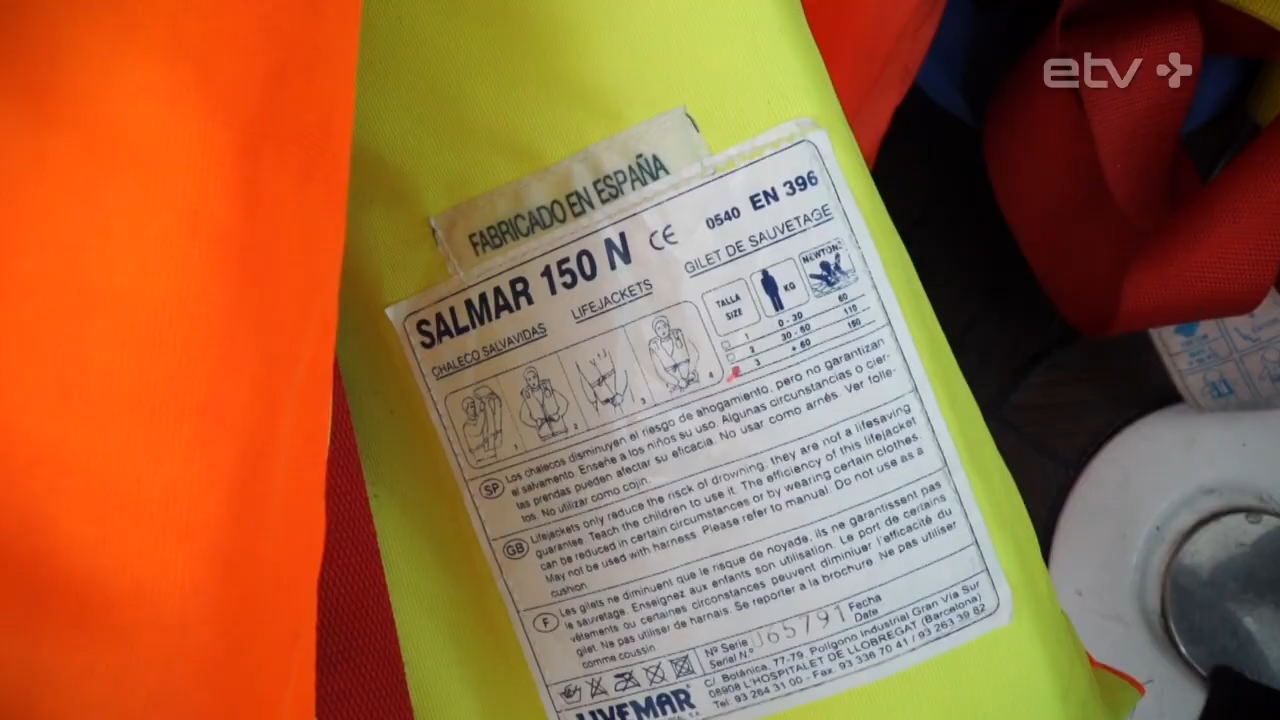 etv
FABRICADO EN ESPAÑA
SALMAR 150 N CE 0540 EN 396
CHALECO SALVAVIDAS LIFEJACKETS GILET DE SAUVETAGE
TALLA
SIZE
KG
NEWTONS
1 0 - 30 60
2 30 - 60 110
3 + 60 150
1 2 3 4
SP Los chalecos disminuyen el riesgo de ahogamiento, pero no garantizan
el salvamento. Enseñe a los niños su uso. Algunas circunstancias o cier-
tas prendas pueden afectar su eficacia. No usar como arnés. Ver folle-
tos. No utilizar como cojin.
GB Lifejackets only reduce the risck of drowning, they are not a lifesaving
guarantee. Teach the children to use it. The efficiency of this lifejacket
can be reduced in certain circumstances or by wearing certain clothes.
May not be used with harness. Please refer to manual. Do not use as a
cushion.
F Les gilets ne diminuent que le risque de noyade, ils ne garantissent pas
le sauvetage. Enseignez aux enfants son utilisation. Le port de certains
vêtements ou certaines circonstances peuvent diminiuer l'efficacité du
gilet. Ne pas utiliser de harnais. Se reporter a la brochure. Ne pas utiliser
comme coussin.
Nº Serie
Serial N.º
065791
Fecha
Date
LIVEMAR
C/. Botánica, 77-79, Polígono Industrial Gran Vía Sur
08908 L'HOSPITALET DE LLOBREGAT (Barcelona)
Tel. 93 264 31 00 - Fax. 93 336 70 41 / 93 263 39 82